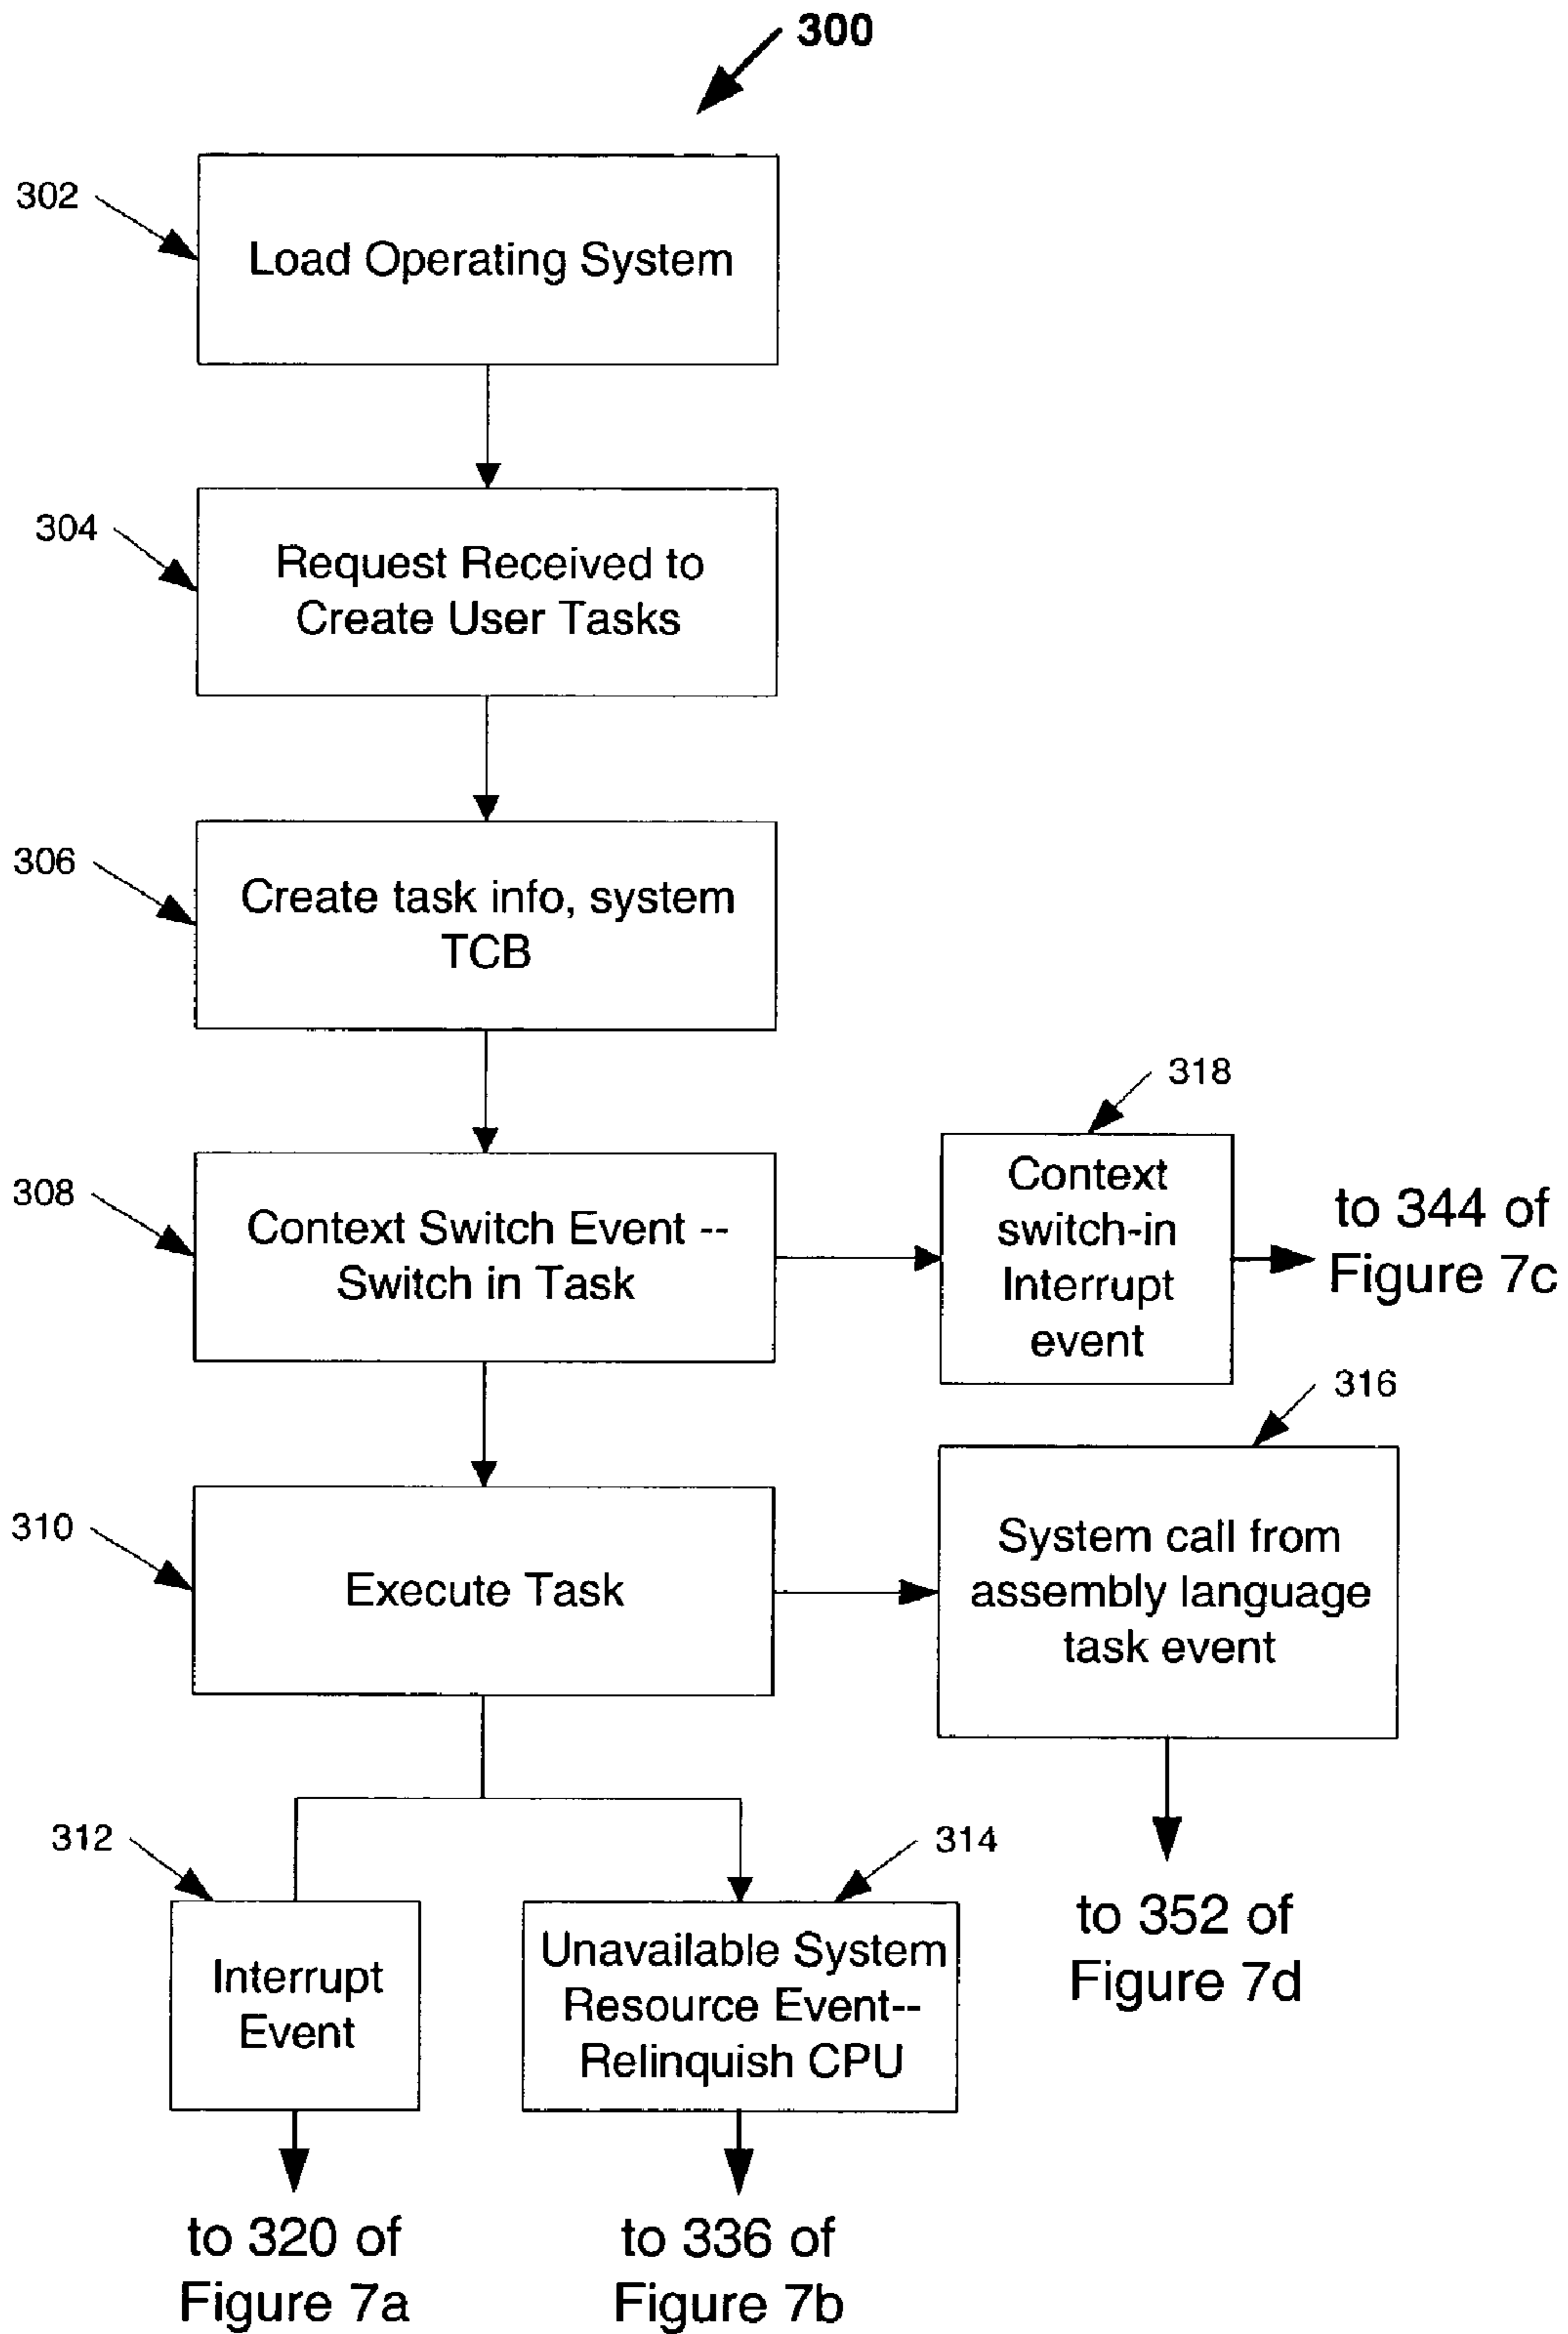 300
302
Load Operating System
304
Request Received to
Create User Tasks
306
Create task info, system
TCB
318
308
Context Switch Event --
Switch in Task
Context
switch-in
Interrupt
event
to 344 of
Figure 7c
316
310
Execute Task
System call from
assembly language
task event
312
314
Interrupt
Event
Unavailable System
Resource Event--
Relinquish CPU
to 352 of
Figure 7d
to 320 of
Figure 7a
to 336 of
Figure 7b